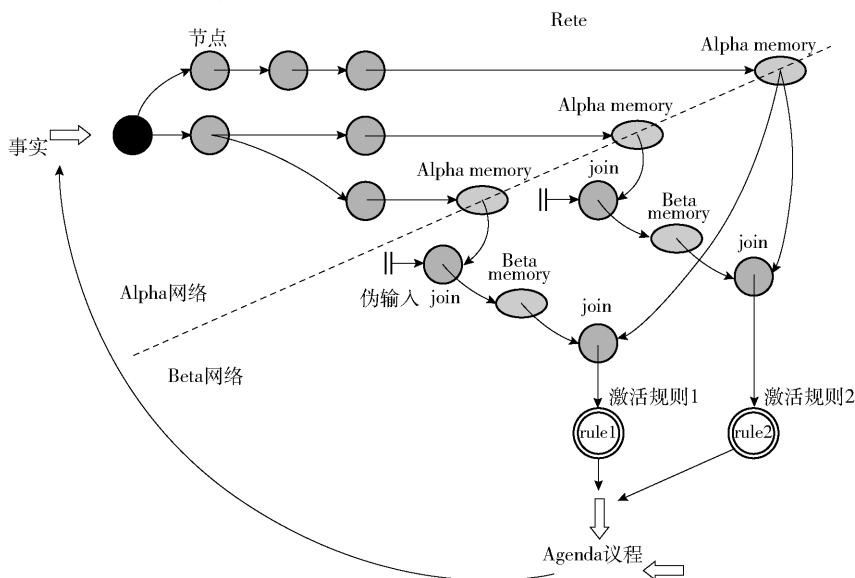 Rete
节点
Alpha memory
Alpha memory
事实
Alpha memory
join
Beta
memory
join
Beta
memory
Alpha网络
伪输入
join
join
Beta网络
激活规则1
激活规则2
rule1
rule2
Agenda议程